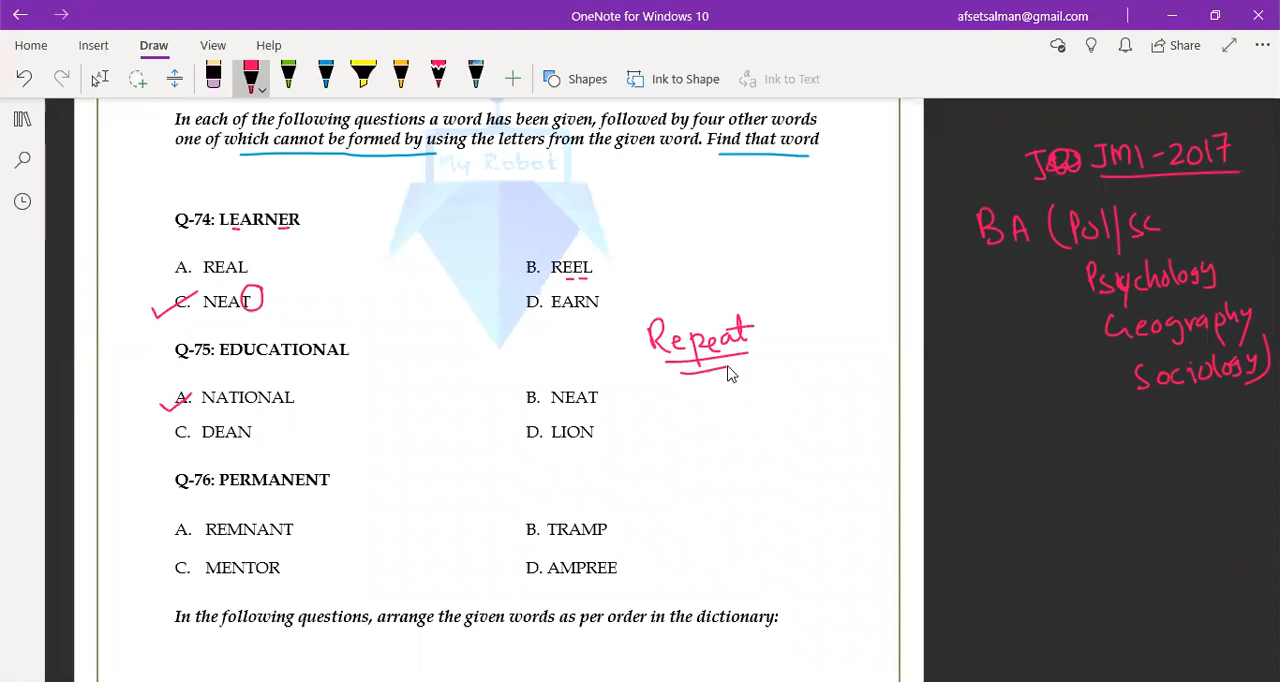 OneNote for Windows 10
afsetsalman@gmail.com
Home Insert Draw View Help
Share
Shapes Ink to Shape Ink to Text
In each of the following questions a word has been given, followed by four other words
one of which cannot be formed by using the letters from the given word. Find that word
My Robot
JMI-2017
BA (Pol/Sc
Psychology
Geography
Sociology)
Q-74: LEARNER
A. REAL B. REEL
C. NEAT D. EARN
Repeat
Q-75: EDUCATIONAL
A. NATIONAL B. NEAT
C. DEAN D. LION
Q-76: PERMANENT
A. REMNANT B. TRAMP
C. MENTOR D. AMPREE
In the following questions, arrange the given words as per order in the dictionary: